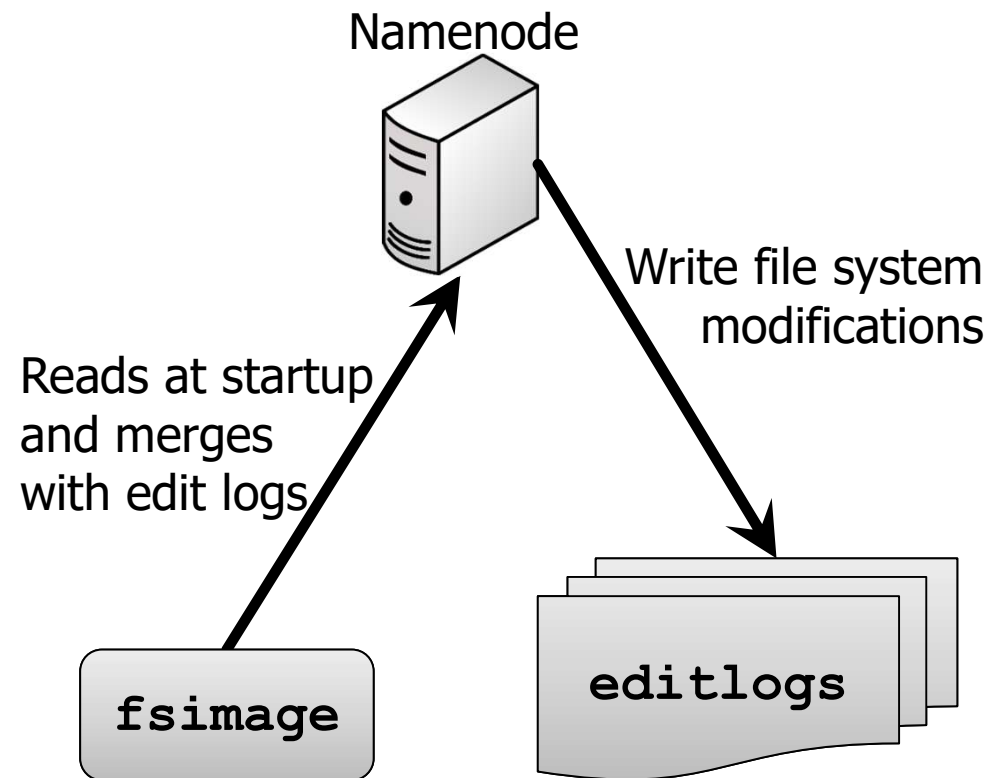 Namenode
Write file system
modifications
Reads at startup
and merges
with edit logs
fsimage
editlogs